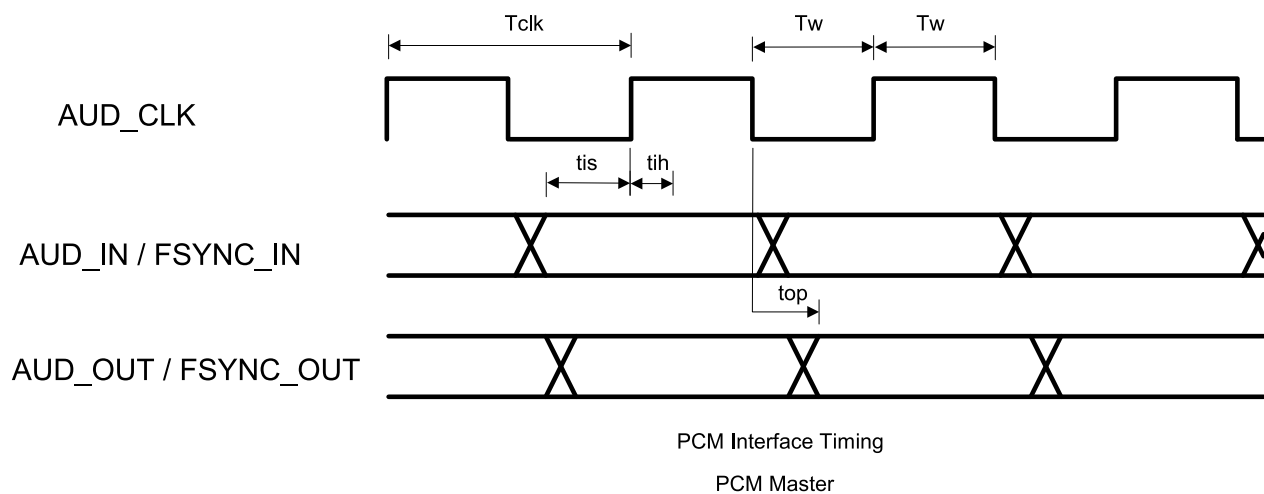 Tclk
Tw
Tw
AUD_CLK
tis
tih
AUD_IN / FSYNC_IN
top
AUD_OUT / FSYNC_OUT
PCM Interface Timing
PCM Master